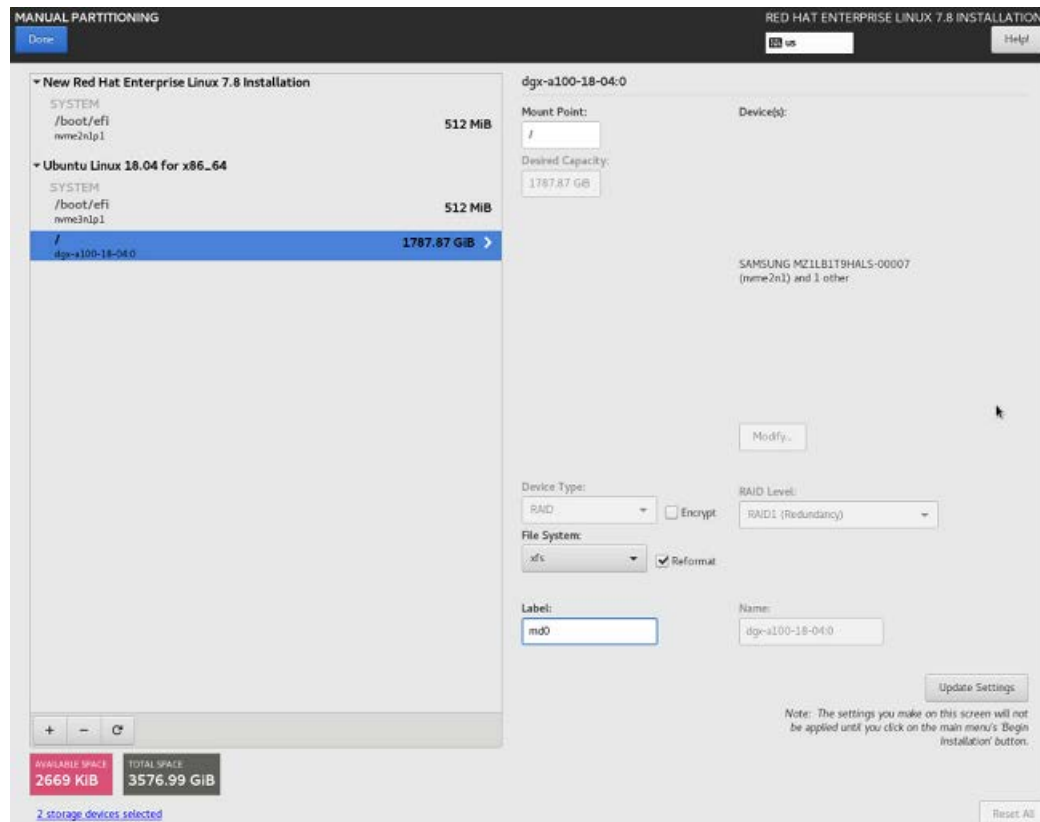 MANUAL PARTITIONING
RED HAT ENTERPRISE LINUX 7.8 INSTALLATION
Done
us
Help!
New Red Hat Enterprise Linux 7.8 Installation
SYSTEM
/boot/efi
512 MiB
nvme2n1p1
Ubuntu Linux 18.04 for x86_64
SYSTEM
/boot/efi
512 MiB
nvme3n1p1
/
1787.87 GiB
dgx-a100-18-04:0
dgx-a100-18-04:0
Mount Point:
/
Desired Capacity:
1787.87 GiB
Device(s):
SAMSUNG MZ1LB1T9HALS-00007
(nvme2n1) and 1 other
Modify...
Device Type:
RAID
Encrypt
RAID Level:
RAID1 (Redundancy)
File System:
xfs
Reformat
Label:
md0
Name:
dgx-a100-18-04:0
Update Settings
Note: The settings you make on this screen will not
be applied until you click on the main menu's 'Begin
Installation' button.
+ - 
AVAILABLE SPACE
2669 KiB
TOTAL SPACE
3576.99 GiB
2 storage devices selected
Reset All